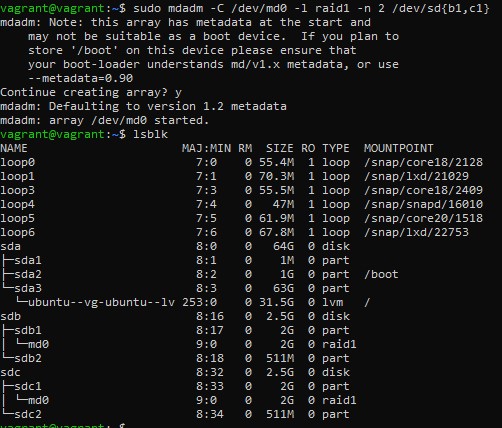 vagrant@vagrant:~$ sudo mdadm -C /dev/md0 -l raid1 -n 2 /dev/sd{b1,c1}
mdadm: Note: this array has metadata at the start and
    may not be suitable as a boot device.  If you plan to
    store '/boot' on this device please ensure that
    your boot-loader understands md/v1.x metadata, or use
    --metadata=0.90
Continue creating array? y
mdadm: Defaulting to version 1.2 metadata
mdadm: array /dev/md0 started.
vagrant@vagrant:~$ lsblk
NAME                      MAJ:MIN RM  SIZE RO TYPE  MOUNTPOINT
loop0                       7:0    0 55.4M  1 loop  /snap/core18/2128
loop1                       7:1    0 70.3M  1 loop  /snap/lxd/21029
loop3                       7:3    0 55.5M  1 loop  /snap/core18/2409
loop4                       7:4    0   47M  1 loop  /snap/snapd/16010
loop5                       7:5    0 61.9M  1 loop  /snap/core20/1518
loop6                       7:6    0 67.8M  1 loop  /snap/lxd/22753
sda                         8:0    0   64G  0 disk
├─sda1                      8:1    0    1M  0 part
├─sda2                      8:2    0    1G  0 part  /boot
└─sda3                      8:3    0   63G  0 part
  └─ubuntu--vg-ubuntu--lv 253:0    0 31.5G  0 lvm   /
sdb                         8:16   0  2.5G  0 disk
├─sdb1                      8:17   0    2G  0 part
│ └─md0                     9:0    0    2G  0 raid1
└─sdb2                      8:18   0  511M  0 part
sdc                         8:32   0  2.5G  0 disk
├─sdc1                      8:33   0    2G  0 part
│ └─md0                     9:0    0    2G  0 raid1
└─sdc2                      8:34   0  511M  0 part
vagrant@vagrant:~$